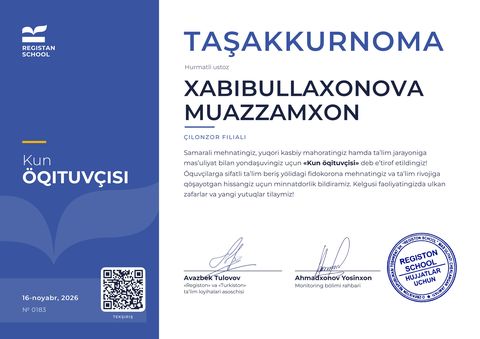 REGISTAN
SCHOOL
TAŞAKKURNOMA
Hurmatli ustoz
XABIBULLAXONOVA
MUAZZAMXON
ÇILONZOR FILIALI
Samarali mehnatingiz, yuqori kasbiy mahoratingiz hamda ta'lim jarayoniga
mas'uliyat bilan yondaşuvingiz uçun «Kun öqituvçisi» deb e'tirof etildingiz!
Öquvçilarga sifatli ta'lim beriş yölidagi fidokorona mehnatingiz va ta'lim rivojiga
qöşayotgan hissangiz uçun minnatdorlik bildiramiz. Kelgusi faoliyatingizda ulkan
zafarlar va yangi yutuqlar tilaymiz!
Kun
ÖQITUVÇISI
Avazbek Tulovov
«Registon» va «Turkiston»
ta'lim loyihalari asosçhisi
Ahmadxonov Yosinxon
Monitoring bölimi rahbari
REGISTON
SCHOOL
HUJJATLAR
UCHUN
16-noyabr, 2026
№ 0183
TEKŞIRIŞ